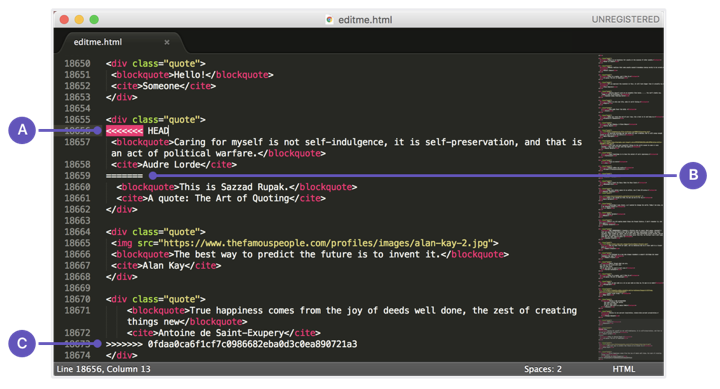 editme.html
UNREGISTERED
editme.html ×
18650 <div class="quote">
18651 <blockquote>Hello!</blockquote>
18652 <cite>Someone</cite>
18653 </div>
18654
18655 <div class="quote">
A 18656 <<<<<<< HEAD
18657 <blockquote>Caring for myself is not self-indulgence, it is self-preservation, and that is
an act of political warfare.</blockquote>
18658 <cite>Audre Lorde</cite>
18659 ======= B
18660 <blockquote>This is Sazzad Rupak.</blockquote>
18661 <cite>A quote: The Art of Quoting</cite>
18662 </div>
18663
18664 <div class="quote">
18665 <img src="https://www.thefamouspeople.com/profiles/images/alan-kay-2.jpg">
18666 <blockquote>The best way to predict the future is to invent it.</blockquote>
18667 <cite>Alan Kay</cite>
18668 </div>
18669
18670 <div class="quote">
18671 <blockquote>True happiness comes from the joy of deeds well done, the zest of creating
things new</blockquote>
18672 <cite>Antoine de Saint-Exupery</cite>
C 18673 >>>>>>> 0fdaa0ca6f1cf7c0986682eba0d3c0ea890721a3
18674 </div>
Line 18656, Column 13
Spaces: 2
HTML